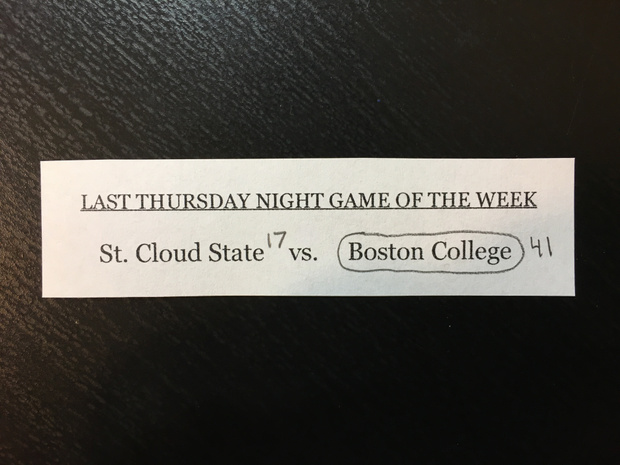 LAST THURSDAY NIGHT GAME OF THE WEEK
St. Cloud State 17 vs. Boston College 41